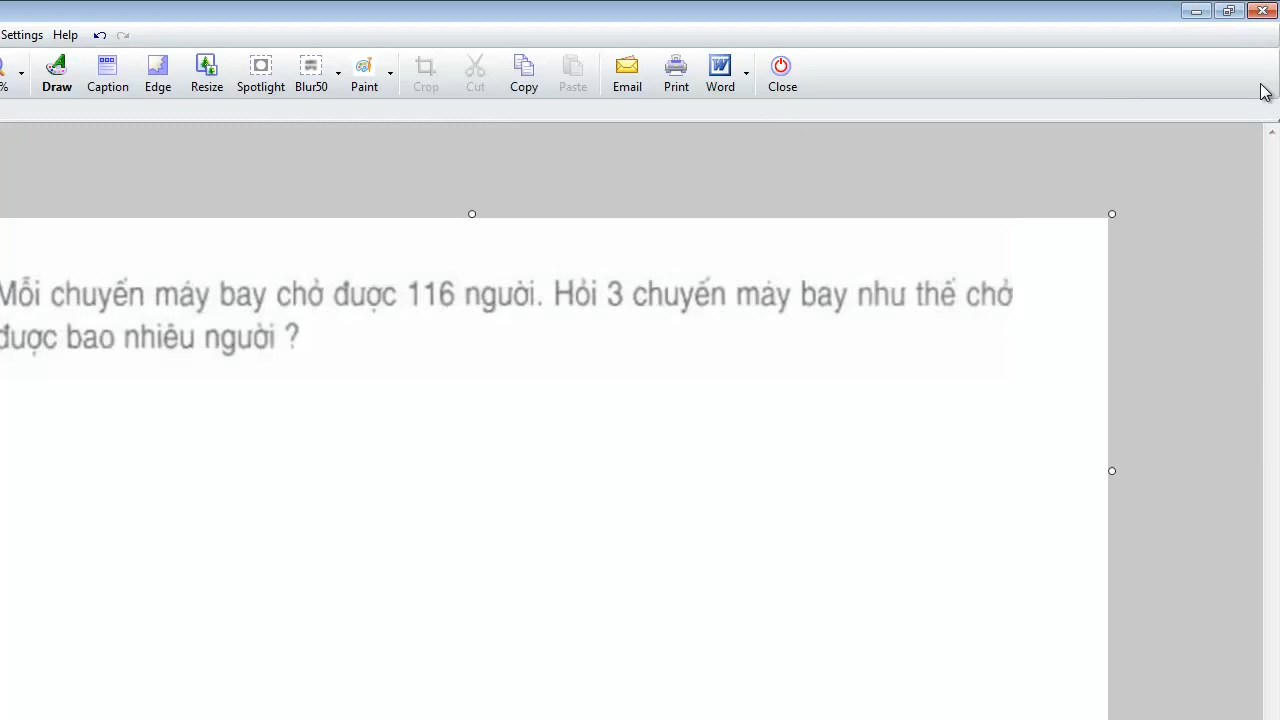 Settings Help
% Draw Caption Edge Resize Spotlight Blur50 Paint Crop Cut Copy Paste Email Print Word Close
Mỗi chuyến máy bay chở được 116 người. Hỏi 3 chuyến máy bay như thế chở
được bao nhiêu người ?